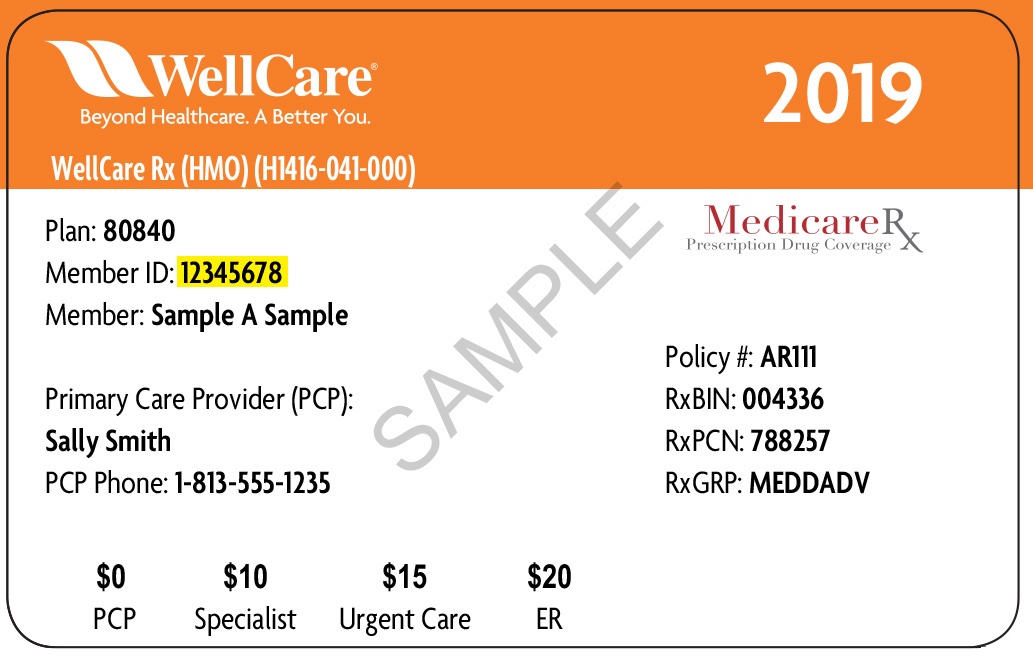 WellCare®
Beyond Healthcare. A Better You.
2019
WellCare Rx (HMO) (H1416-041-000)
MedicareRx
Prescription Drug Coverage
Plan: 80840
Member ID: 12345678
Member: Sample A Sample
Primary Care Provider (PCP):
Sally Smith
PCP Phone: 1-813-555-1235
Policy #: AR111
RxBIN: 004336
RxPCN: 788257
RxGRP: MEDDADV
SAMPLE
$0 $10 $15 $20
PCP Specialist Urgent Care ER